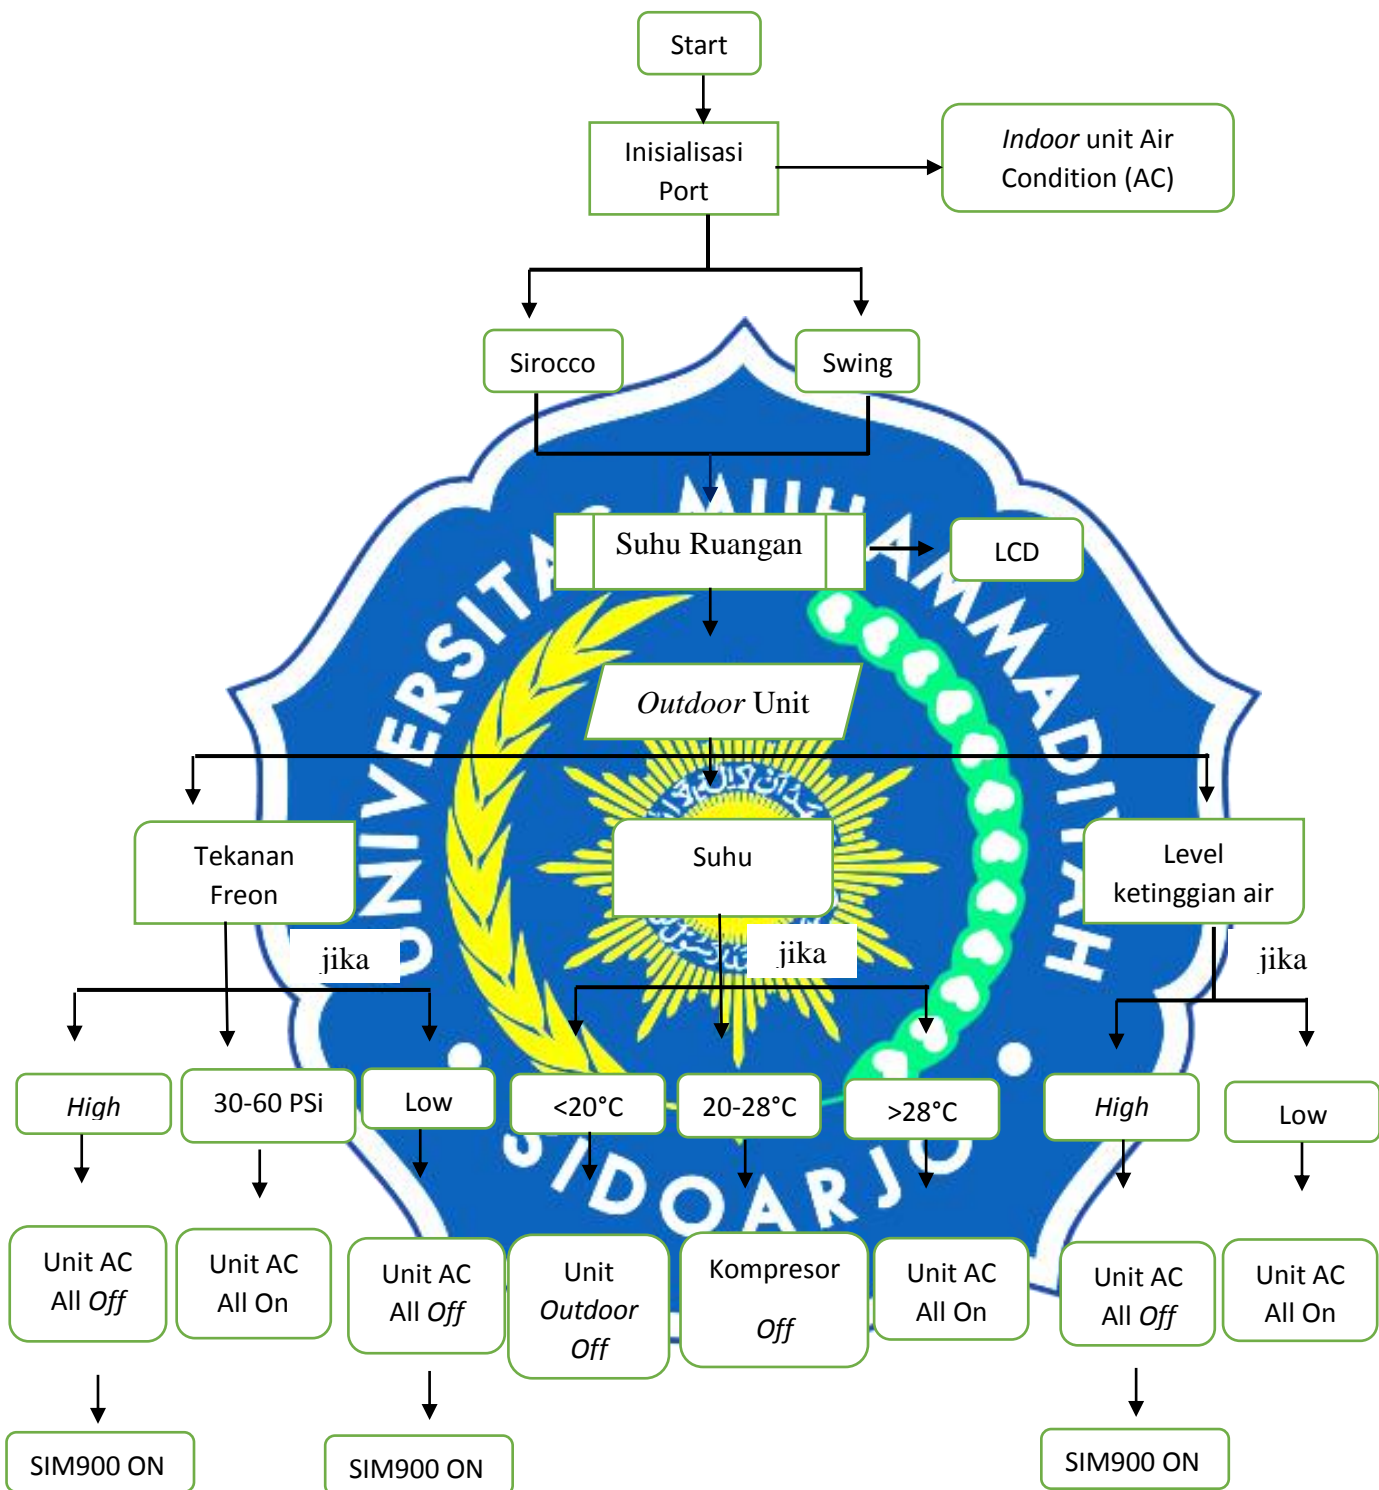 Start
Inisialisasi
Port
Indoor unit Air
Condition (AC)
Sirocco
Swing
UNIVERSITAS MUHAMMADIYAH
Suhu Ruangan
LCD
Outdoor Unit
Tekanan
Freon
Suhu
Level
ketinggian air
jika
jika
jika
High
30-60 PSi
Low
<20°C
20-28°C
>28°C
High
Low
SIDOARJO
Unit AC
All Off
Unit AC
All On
Unit AC
All Off
Unit
Outdoor
Off
Kompresor
Off
Unit AC
All On
Unit AC
All Off
Unit AC
All On
SIM900 ON
SIM900 ON
SIM900 ON